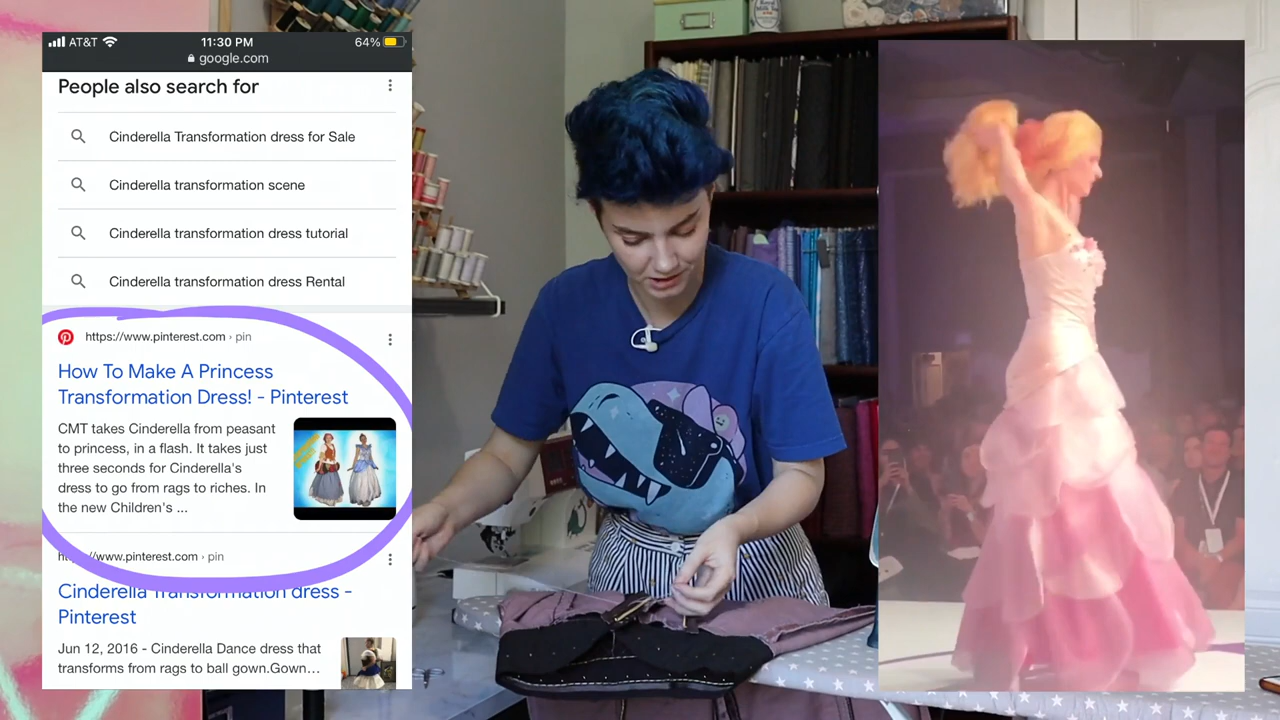 AT&T 11:30 PM 64%
google.com
People also search for
Cinderella Transformation dress for Sale
Cinderella transformation scene
Cinderella transformation dress tutorial
Cinderella transformation dress Rental
https://www.pinterest.com › pin
How To Make A Princess
Transformation Dress! - Pinterest
CMT takes Cinderella from peasant
to princess, in a flash. It takes just
three seconds for Cinderella's
dress to go from rags to riches. In
the new Children's ...
www.pinterest.com › pin
Cinderella Transformation dress -
Pinterest
Jun 12, 2016 - Cinderella Dance dress that
transforms from rags to ball gown.Gown...